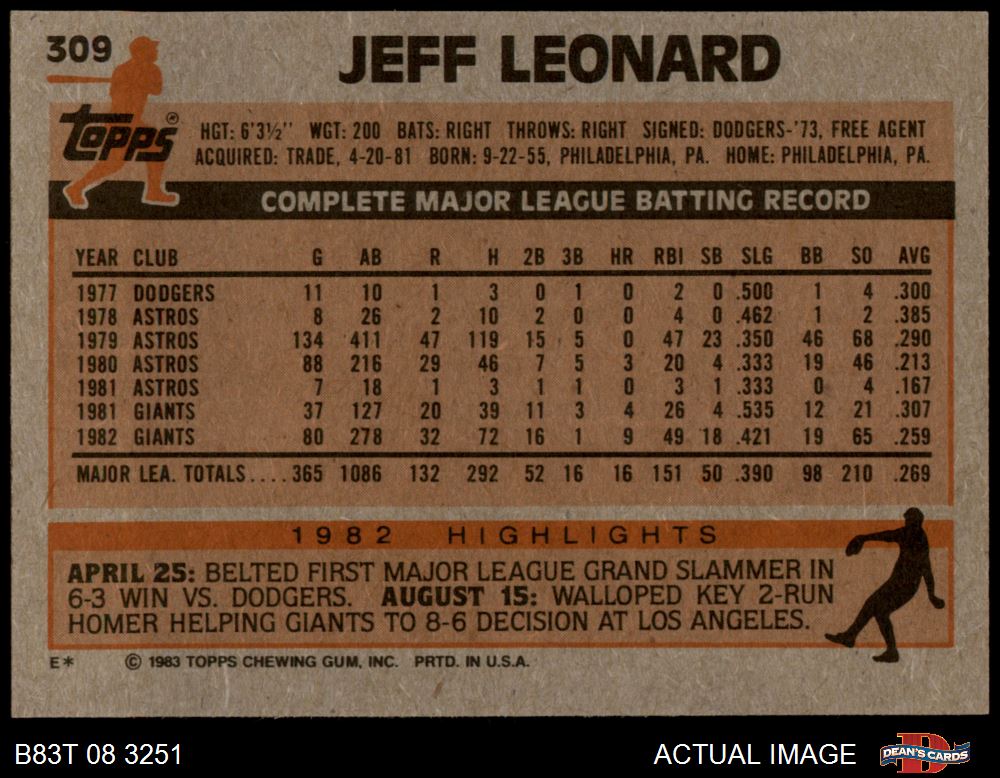 309
JEFF LEONARD
topps®
HGT: 6'3½" WGT: 200 BATS: RIGHT THROWS: RIGHT SIGNED: DODGERS-'73, FREE AGENT
ACQUIRED: TRADE, 4-20-81 BORN: 9-22-55, PHILADELPHIA, PA. HOME: PHILADELPHIA, PA.
COMPLETE MAJOR LEAGUE BATTING RECORD
YEAR CLUB G AB R H 2B 3B HR RBI SB SLG BB SO AVG
1977 DODGERS 11 10 1 3 0 1 0 2 0 .500 1 4 .300
1978 ASTROS 8 26 2 10 2 0 0 4 0 .462 1 2 .385
1979 ASTROS 134 411 47 119 15 5 0 47 23 .350 46 68 .290
1980 ASTROS 88 216 29 46 7 5 3 20 4 .333 19 46 .213
1981 ASTROS 7 18 1 3 1 1 0 3 1 .333 0 4 .167
1981 GIANTS 37 127 20 39 11 3 4 26 4 .535 12 21 .307
1982 GIANTS 80 278 32 72 16 1 9 49 18 .421 19 65 .259
MAJOR LEA. TOTALS....365 1086 132 292 52 16 16 151 50 .390 98 210 .269
1982 HIGHLIGHTS
APRIL 25: BELTED FIRST MAJOR LEAGUE GRAND SLAMMER IN
6-3 WIN VS. DODGERS. AUGUST 15: WALLOPED KEY 2-RUN
HOMER HELPING GIANTS TO 8-6 DECISION AT LOS ANGELES.
E* © 1983 TOPPS CHEWING GUM, INC. PRTD. IN U.S.A.
B83T 08 3251 ACTUAL IMAGE DEAN'S CARDS